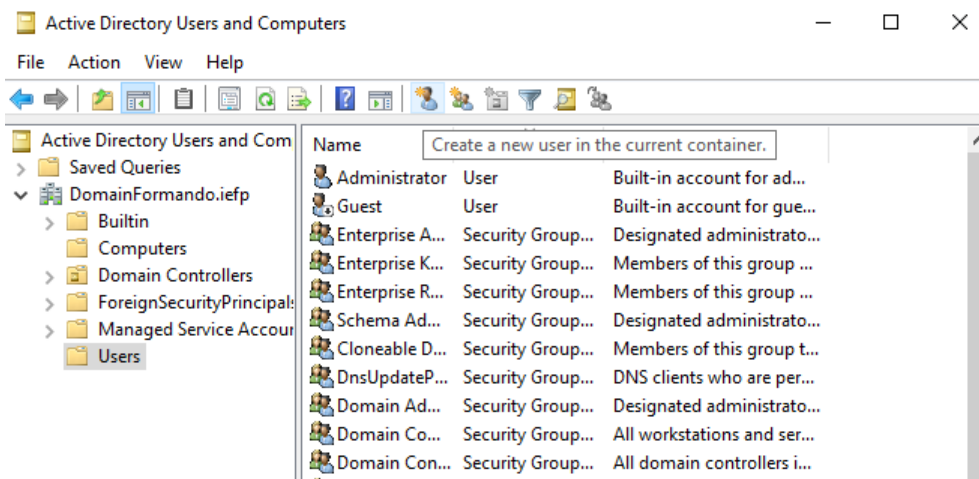 Active Directory Users and Computers
File Action View Help
Active Directory Users and Com
Saved Queries
DomainFormando.iefp
Builtin
Computers
Domain Controllers
ForeignSecurityPrincipals
Managed Service Accour
Users
Name
Create a new user in the current container.
Administrator User Built-in account for ad...
Guest User Built-in account for gue...
Enterprise A... Security Group... Designated administrato...
Enterprise K... Security Group... Members of this group ...
Enterprise R... Security Group... Members of this group ...
Schema Ad... Security Group... Designated administrato...
Cloneable D... Security Group... Members of this group t...
DnsUpdateP... Security Group... DNS clients who are per...
Domain Ad... Security Group... Designated administrato...
Domain Co... Security Group... All workstations and ser...
Domain Con... Security Group... All domain controllers i...